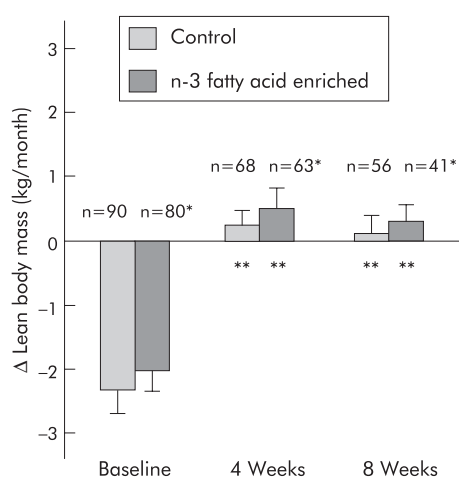 Control
n-3 fatty acid enriched
Δ Lean body mass (kg/month)
3
2
1
0
−1
−2
−3
n=90 n=80*
n=68 n=63*
n=56 n=41*
** **
** **
Baseline
4 Weeks
8 Weeks